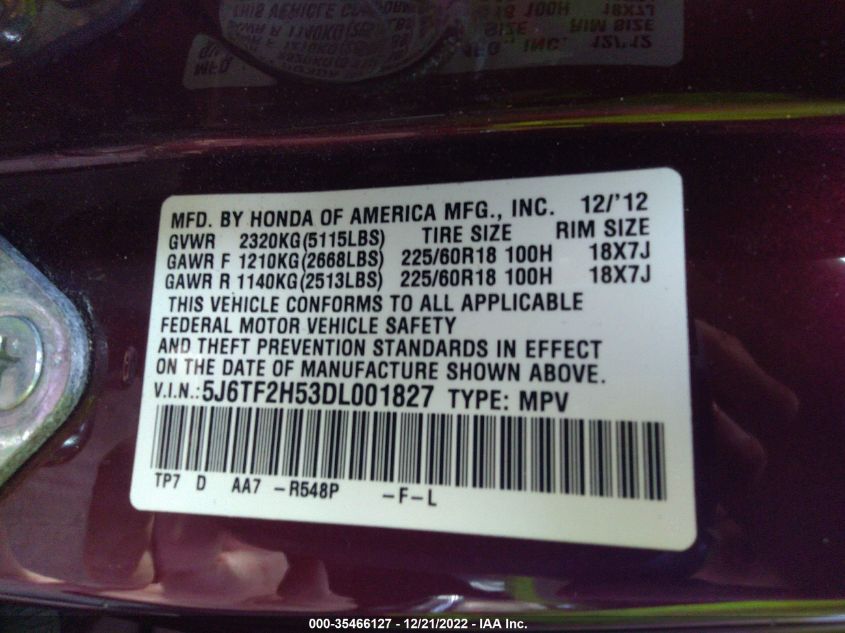 MFD. BY HONDA OF AMERICA MFG., INC. 12/'12
GVWR 2320KG(5115LBS) TIRE SIZE RIM SIZE
GAWR F 1210KG(2668LBS) 225/60R18 100H 18X7J
GAWR R 1140KG(2513LBS) 225/60R18 100H 18X7J
THIS VEHICLE CONFORMS TO ALL APPLICABLE
FEDERAL MOTOR VEHICLE SAFETY
AND THEFT PREVENTION STANDARDS IN EFFECT
ON THE DATE OF MANUFACTURE SHOWN ABOVE.
V.I.N.:5J6TF2H53DL001827 TYPE: MPV
TP7 D AA7 -R548P -F-L
000-35466127 - 12/21/2022 - IAA Inc.